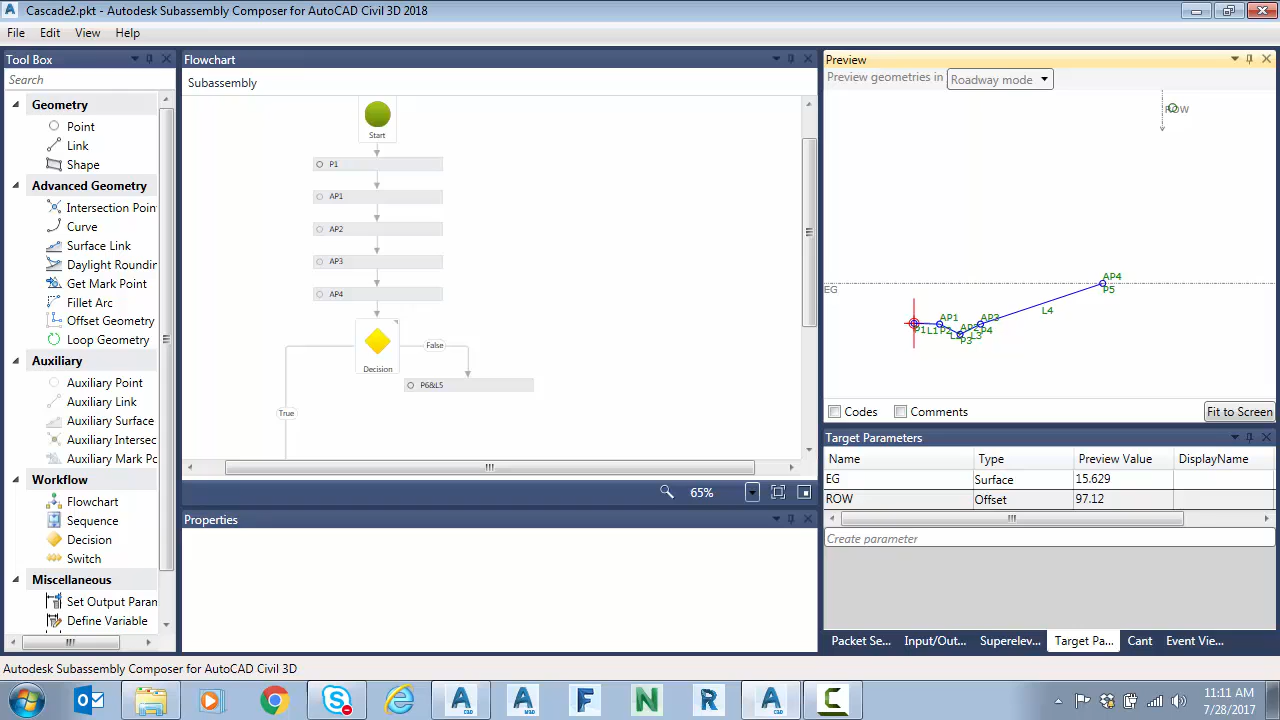 Cascade2.pkt - Autodesk Subassembly Composer for AutoCAD Civil 3D 2018
File Edit View Help
Tool Box
Search
Geometry
Point
Link
Shape
Advanced Geometry
Intersection Poin
Curve
Surface Link
Daylight Roundin
Get Mark Point
Fillet Arc
Offset Geometry
Loop Geometry
Auxiliary
Auxiliary Point
Auxiliary Link
Auxiliary Surface
Auxiliary Intersec
Auxiliary Mark Po
Workflow
Flowchart
Sequence
Decision
Switch
Miscellaneous
Set Output Paran
Define Variable
Flowchart
Subassembly
Start
P1
AP1
AP2
AP3
AP4
Decision
False
P6&L5
True
65%
Properties
Preview
Preview geometries in Roadway mode
ROW
EG
AP4
P5
L4
AP1
AP3
P1 L1 P2
P4
L3
P3
Codes Comments Fit to Screen
Target Parameters
Name Type Preview Value DisplayName
EG Surface 15.629
ROW Offset 97.12
Create parameter
Packet Se... Input/Out... Superelev... Target Pa... Cant Event Vie...
Autodesk Subassembly Composer for AutoCAD Civil 3D
11:11 AM
7/28/2017